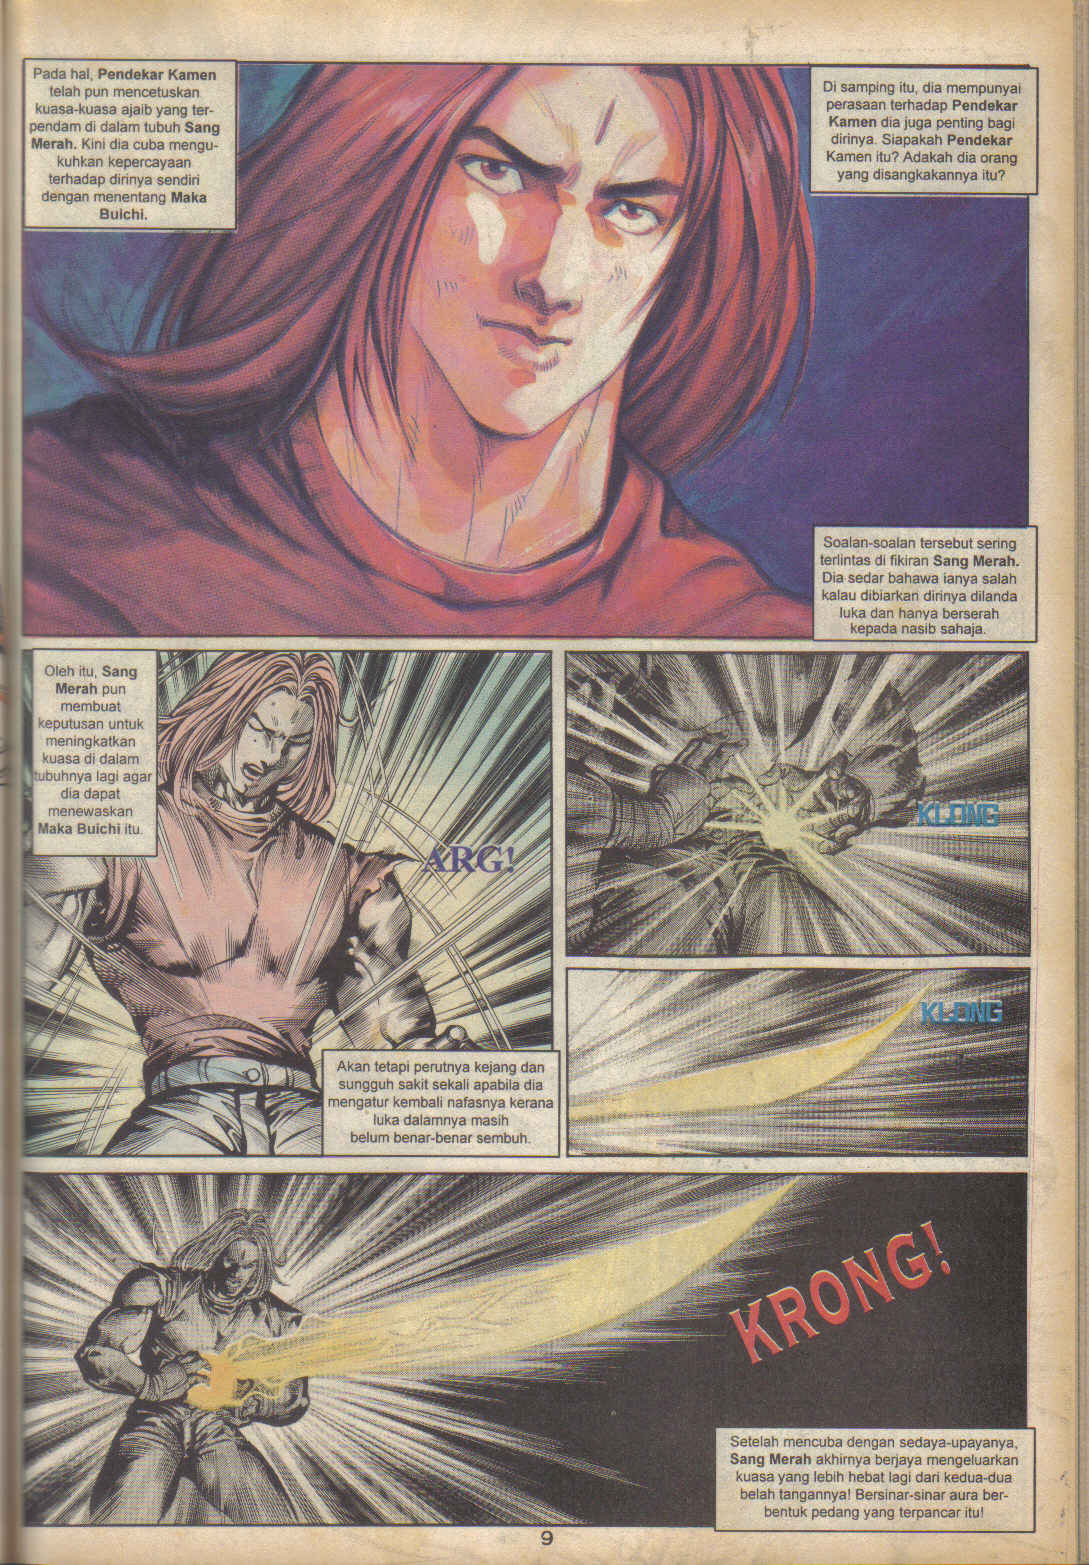 Pada hal, Pendekar Kamen
telah pun mencetuskan
kuasa-kuasa ajaib yang ter-
pendam di dalam tubuh Sang
Merah. Kini dia cuba mengu-
kuhkan kepercayaan
terhadap dirinya sendiri
dengan menentang Maka
Buichi.
Di samping itu, dia mempunyai
perasaan terhadap Pendekar
Kamen dia juga penting bagi
dirinya. Siapakah Pendekar
Kamen itu? Adakah dia orang
yang disangkakannya itu?
Soalan-soalan tersebut sering
terlintas di fikiran Sang Merah.
Dia sedar bahawa ianya salah
kalau dibiarkan dirinya dilanda
luka dan hanya berserah
kepada nasib sahaja.
Oleh itu, Sang
Merah pun
membuat
keputusan untuk
meningkatkan
kuasa di dalam
tubuhnya lagi agar
dia dapat
menewaskan
Maka Buichi itu.
ARG!
Akan tetapi perutnya kejang dan
sungguh sakit sekali apabila dia
mengatur kembali nafasnya kerana
luka dalamnya masih
belum benar-benar sembuh.
KLONG
KLONG
KRONG!
Setelah mencuba dengan sedaya-upayanya,
Sang Merah akhirnya berjaya mengeluarkan
kuasa yang lebih hebat lagi dari kedua-dua
belah tangannya! Bersinar-sinar aura ber-
bentuk pedang yang terpancar itu!
9